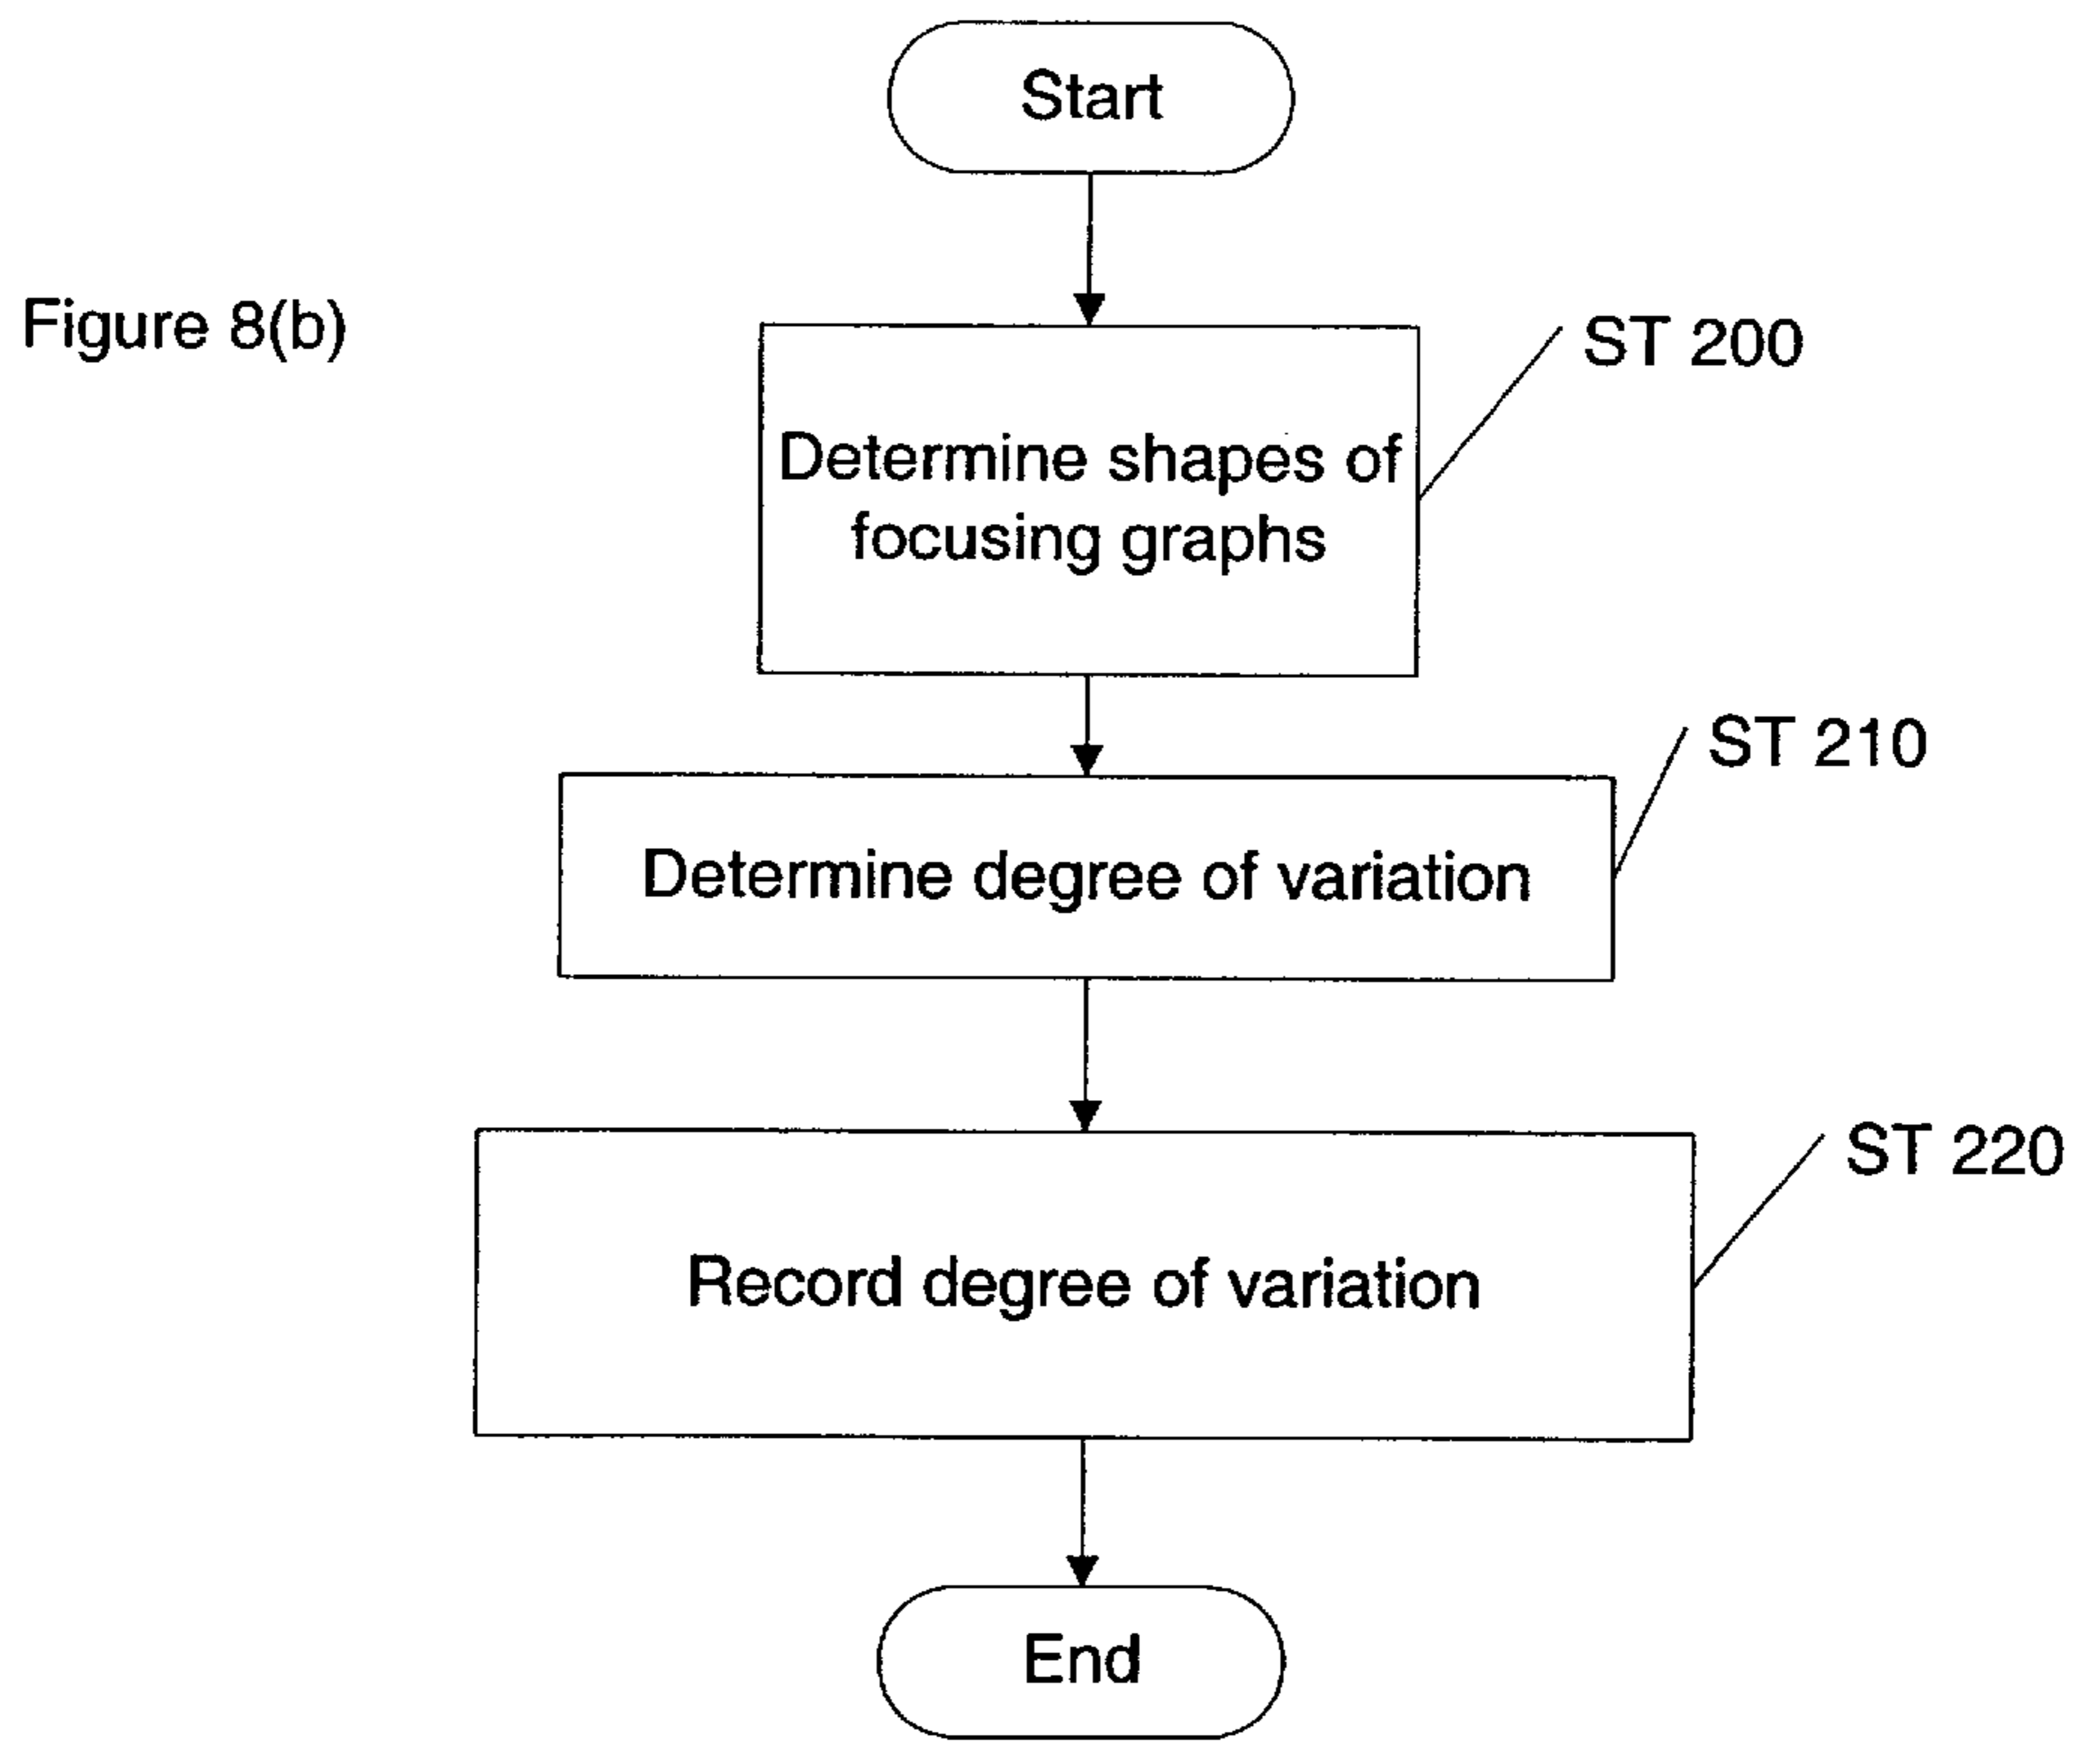 Start
Figure 8(b)
ST 200
Determine shapes of
focusing graphs
ST 210
Determine degree of variation
ST 220
Record degree of variation
End